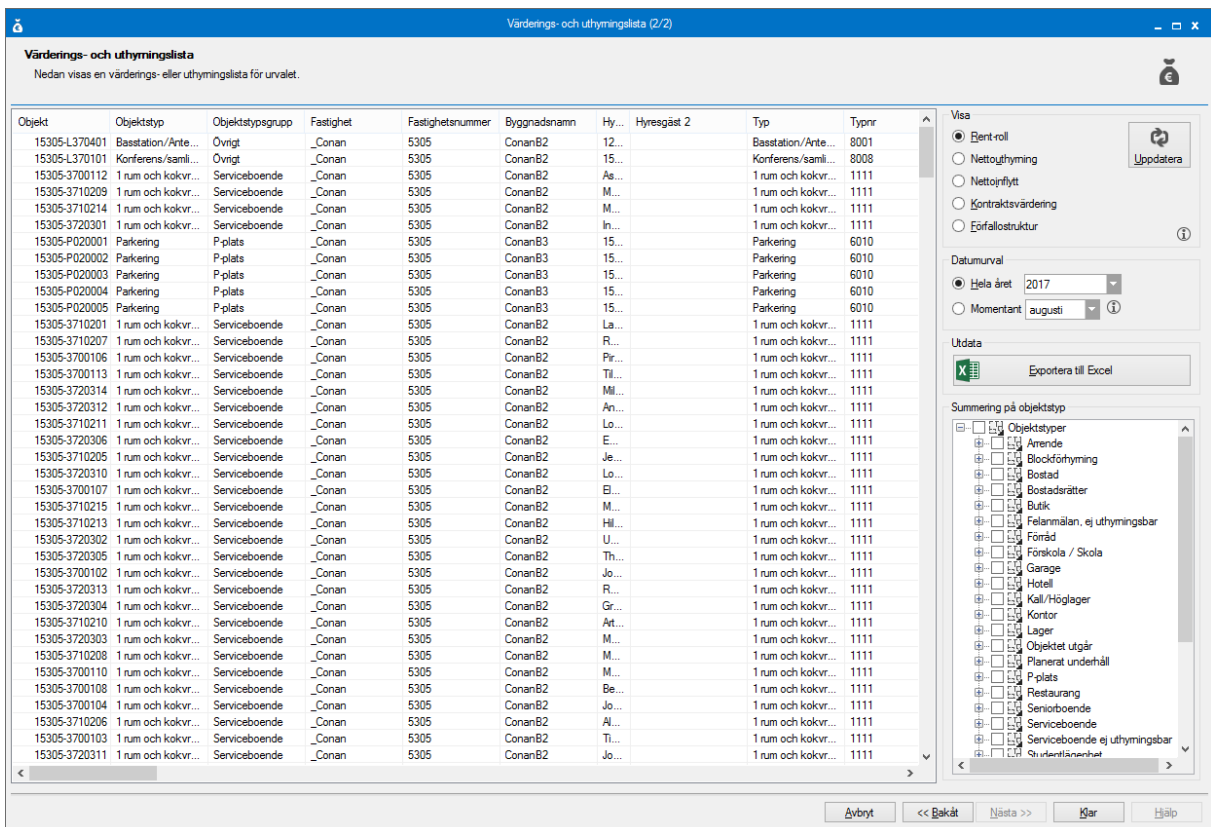 Värderings- och uthyrningslista (2/2)
Värderings- och uthyrningslista
Nedan visas en värderings- eller uthyrningslista för urvalet.
Objekt Objektstyp Objektstypsgrupp Fastighet Fastighetsnummer Byggnadsnamn Hy... Hyresgäst 2 Typ Typnr
15305-L370401 Basstation/Ante... Övrigt _Conan 5305 ConanB2 12... Basstation/Ante... 8001
15305-L370101 Konferens/samli... Övrigt _Conan 5305 ConanB2 15... Konferens/samli... 8008
15305-3700112 1 rum och kokvr... Serviceboende _Conan 5305 ConanB2 As... 1 rum och kokvr... 1111
15305-3710209 1 rum och kokvr... Serviceboende _Conan 5305 ConanB2 M... 1 rum och kokvr... 1111
15305-3710214 1 rum och kokvr... Serviceboende _Conan 5305 ConanB2 M... 1 rum och kokvr... 1111
15305-3720301 1 rum och kokvr... Serviceboende _Conan 5305 ConanB2 In... 1 rum och kokvr... 1111
15305-P020001 Parkering P-plats _Conan 5305 ConanB3 15... Parkering 6010
15305-P020002 Parkering P-plats _Conan 5305 ConanB3 15... Parkering 6010
15305-P020003 Parkering P-plats _Conan 5305 ConanB3 15... Parkering 6010
15305-P020004 Parkering P-plats _Conan 5305 ConanB3 15... Parkering 6010
15305-P020005 Parkering P-plats _Conan 5305 ConanB3 15... Parkering 6010
15305-3710201 1 rum och kokvr... Serviceboende _Conan 5305 ConanB2 La... 1 rum och kokvr... 1111
15305-3710207 1 rum och kokvr... Serviceboende _Conan 5305 ConanB2 R... 1 rum och kokvr... 1111
15305-3700106 1 rum och kokvr... Serviceboende _Conan 5305 ConanB2 Pir... 1 rum och kokvr... 1111
15305-3700113 1 rum och kokvr... Serviceboende _Conan 5305 ConanB2 Til... 1 rum och kokvr... 1111
15305-3720314 1 rum och kokvr... Serviceboende _Conan 5305 ConanB2 Mil... 1 rum och kokvr... 1111
15305-3720312 1 rum och kokvr... Serviceboende _Conan 5305 ConanB2 An... 1 rum och kokvr... 1111
15305-3710211 1 rum och kokvr... Serviceboende _Conan 5305 ConanB2 Lo... 1 rum och kokvr... 1111
15305-3720306 1 rum och kokvr... Serviceboende _Conan 5305 ConanB2 E... 1 rum och kokvr... 1111
15305-3710205 1 rum och kokvr... Serviceboende _Conan 5305 ConanB2 Je... 1 rum och kokvr... 1111
15305-3720310 1 rum och kokvr... Serviceboende _Conan 5305 ConanB2 Lo... 1 rum och kokvr... 1111
15305-3700107 1 rum och kokvr... Serviceboende _Conan 5305 ConanB2 El... 1 rum och kokvr... 1111
15305-3710215 1 rum och kokvr... Serviceboende _Conan 5305 ConanB2 M... 1 rum och kokvr... 1111
15305-3710213 1 rum och kokvr... Serviceboende _Conan 5305 ConanB2 Hil... 1 rum och kokvr... 1111
15305-3720302 1 rum och kokvr... Serviceboende _Conan 5305 ConanB2 U... 1 rum och kokvr... 1111
15305-3720305 1 rum och kokvr... Serviceboende _Conan 5305 ConanB2 Th... 1 rum och kokvr... 1111
15305-3700102 1 rum och kokvr... Serviceboende _Conan 5305 ConanB2 Jo... 1 rum och kokvr... 1111
15305-3720313 1 rum och kokvr... Serviceboende _Conan 5305 ConanB2 R... 1 rum och kokvr... 1111
15305-3720304 1 rum och kokvr... Serviceboende _Conan 5305 ConanB2 Gr... 1 rum och kokvr... 1111
15305-3710210 1 rum och kokvr... Serviceboende _Conan 5305 ConanB2 Art... 1 rum och kokvr... 1111
15305-3720303 1 rum och kokvr... Serviceboende _Conan 5305 ConanB2 M... 1 rum och kokvr... 1111
15305-3710208 1 rum och kokvr... Serviceboende _Conan 5305 ConanB2 M... 1 rum och kokvr... 1111
15305-3700110 1 rum och kokvr... Serviceboende _Conan 5305 ConanB2 M... 1 rum och kokvr... 1111
15305-3700108 1 rum och kokvr... Serviceboende _Conan 5305 ConanB2 Be... 1 rum och kokvr... 1111
15305-3700104 1 rum och kokvr... Serviceboende _Conan 5305 ConanB2 Jo... 1 rum och kokvr... 1111
15305-3710206 1 rum och kokvr... Serviceboende _Conan 5305 ConanB2 Al... 1 rum och kokvr... 1111
15305-3700103 1 rum och kokvr... Serviceboende _Conan 5305 ConanB2 Ti... 1 rum och kokvr... 1111
15305-3720311 1 rum och kokvr... Serviceboende _Conan 5305 ConanB2 Jo... 1 rum och kokvr... 1111
Visa
Rent-roll
Nettouthyrning
Nettoinflytt
Kontraktsvärdering
Förfallostruktur
Uppdatera
Datumurval
Hela året 2017
Momentant augusti
Utdata
Exportera till Excel
Summering på objektstyp
Objektstyper
Arrende
Blockförhyrning
Bostad
Bostadsrätter
Butik
Felanmälan, ej uthyrningsbar
Förråd
Förskola / Skola
Garage
Hotell
Kall/Höglager
Kontor
Lager
Objektet utgår
Planerat underhåll
P-plats
Restaurang
Seniorboende
Serviceboende
Serviceboende ej uthyrningsbar
Studentlägenhet
Avbryt << Bakåt Nästa >> Klar Hjälp